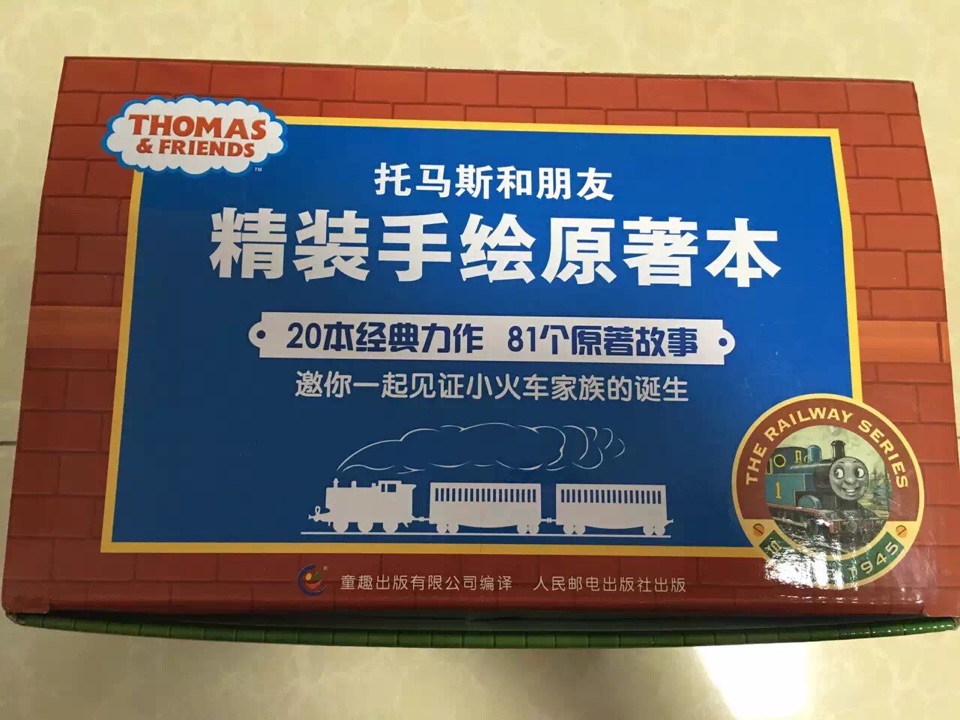 THOMAS
& FRIENDS
TM
托马斯和朋友
精装手绘原著本
20本经典力作 81个原著故事
邀你一起见证小火车家族的诞生
THE RAILWAY SERIES
1
1945
童趣出版有限公司编译 人民邮电出版社出版